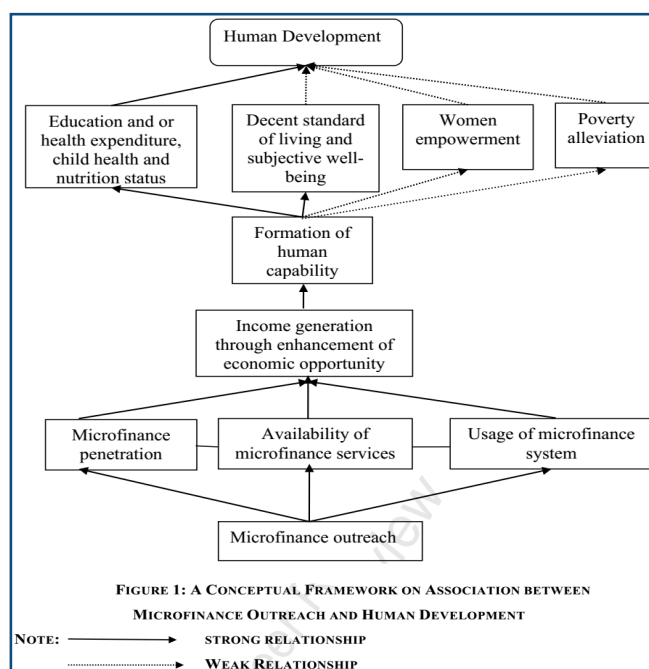 Human Development
Education and or
health expenditure,
child health and
nutrition status
Decent standard
of living and
subjective well-
being
Women
empowerment
Poverty
alleviation
Formation of
human
capability
Income generation
through enhancement of
economic opportunity
Microfinance
penetration
Availability of
microfinance services
Usage of microfinance
system
Microfinance outreach
FIGURE 1: A CONCEPTUAL FRAMEWORK ON ASSOCIATION BETWEEN
MICROFINANCE OUTREACH AND HUMAN DEVELOPMENT
NOTE: STRONG RELATIONSHIP
WEAK RELATIONSHIP